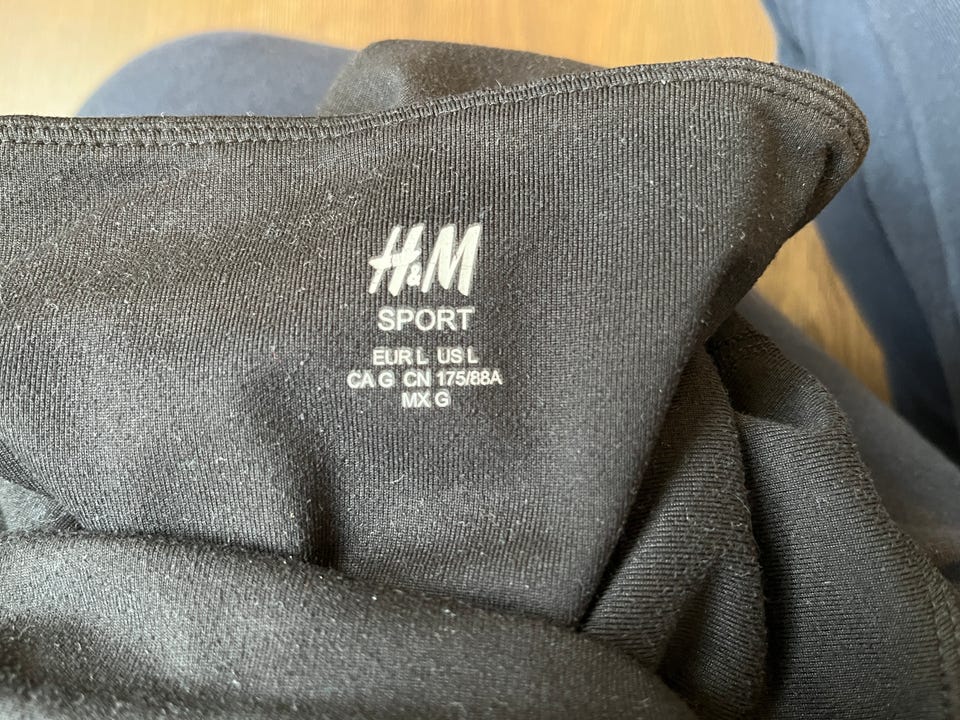 H&M
SPORT
EUR L US L
CA G CN 175/88A
MX G